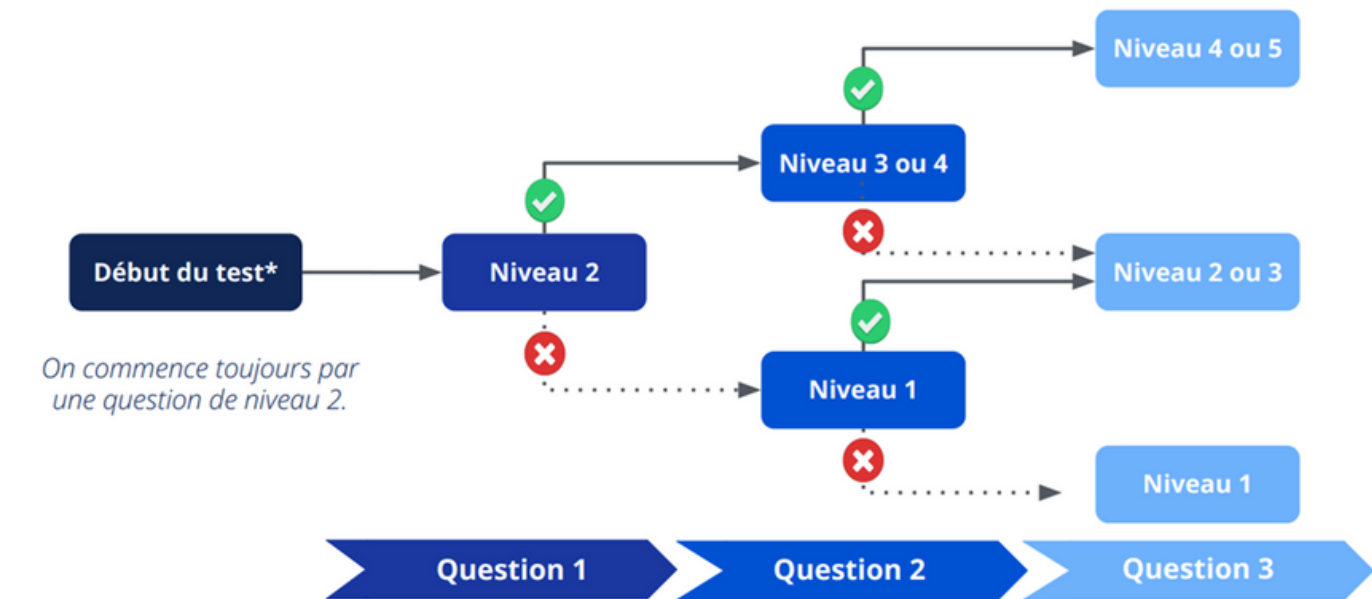 Niveau 4 ou 5
Niveau 3 ou 4
Début du test*
Niveau 2
Niveau 2 ou 3
On commence toujours par
une question de niveau 2.
Niveau 1
Niveau 1
Question 1
Question 2
Question 3